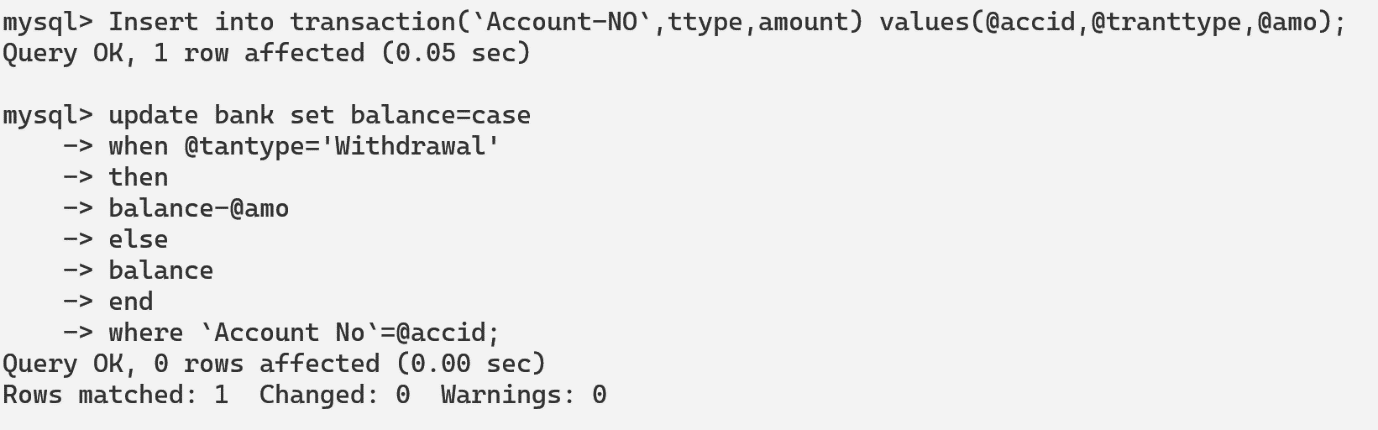 mysql> Insert into transaction(`Account-NO`,ttype,amount) values(@accid,@tranttype,@amo);
Query OK, 1 row affected (0.05 sec)
mysql> update bank set balance=case
    -> when @tantype='Withdrawal'
    -> then
    -> balance-@amo
    -> else
    -> balance
    -> end
    -> where `Account No`=@accid;
Query OK, 0 rows affected (0.00 sec)
Rows matched: 1  Changed: 0  Warnings: 0